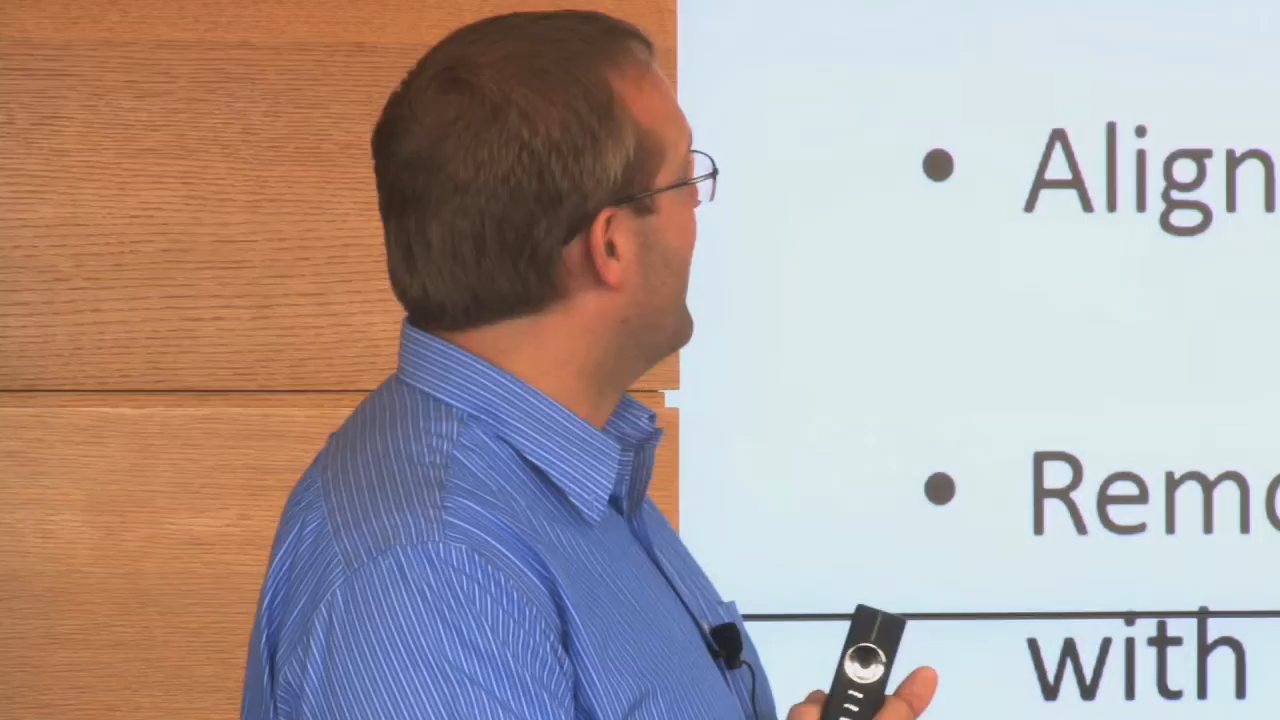 • Align
• Remo
with